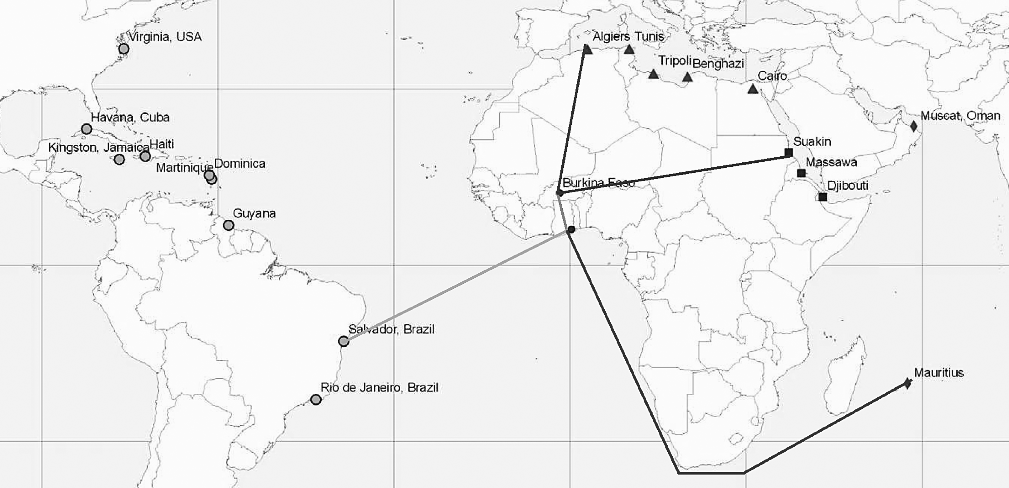 Virginia, USA
Algiers Tunis
Tripoli
Benghazi
Cairo
Havana, Cuba
Muscat, Oman
Kingston, Jamaica
Haiti
Suakin
Martinique
Dominica
Massawa
Burkina Faso
Djibouti
Guyana
Salvador, Brazil
Mauritius
Rio de Janeiro, Brazil